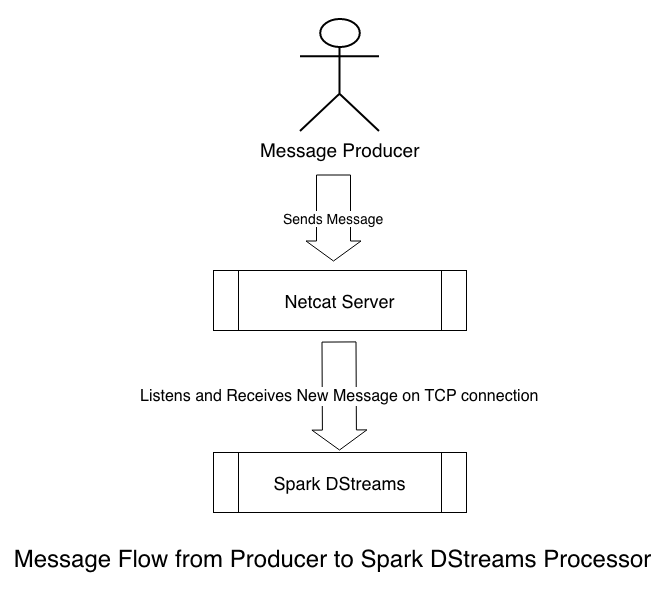 Message Producer
Sends Message
Netcat Server
Listens and Receives New Message on TCP connection
Spark DStreams
Message Flow from Producer to Spark DStreams Processor